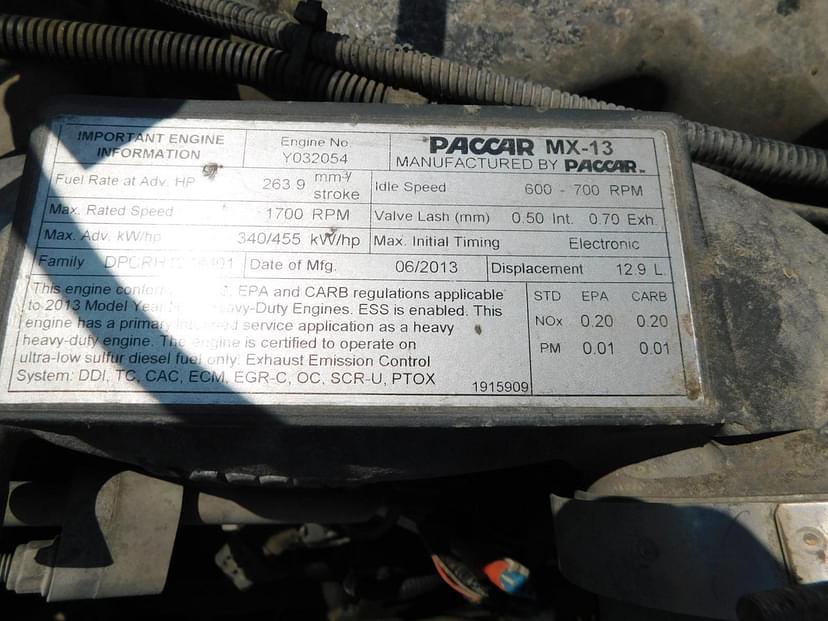 IMPORTANT ENGINE
INFORMATION
Engine No.
Y032054
PACCAR MX-13
MANUFACTURED BY PACCAR
Fuel Rate at Adv. HP 263.9 mm³/
stroke
Idle Speed 600 - 700 RPM
Max. Rated Speed 1700 RPM
Valve Lash (mm) 0.50 Int. 0.70 Exh.
Max. Adv. kW/hp 340/455 kW/hp
Max. Initial Timing Electronic
Family
Date of Mfg. 06/2013
Displacement 12.9 L.
This engine EPA and CARB regulations applicable
to 2013 Model Year Heavy-Duty Engines. ESS is enabled. This
engine has a primary service application as a heavy
heavy-duty engine. The engine is certified to operate on
ultra-low sulfur diesel fuel only. Exhaust Emission Control
System: DDI, TC, CAC, ECM, EGR-C, OC, SCR-U, PTOX
1915909
STD EPA CARB
NOx 0.20 0.20
PM 0.01 0.01